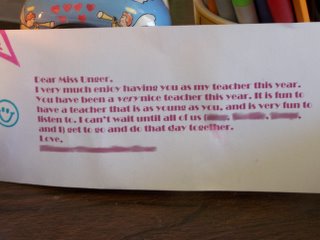 Dear Miss Unger,
I very much enjoy having you as my teacher this year.
You have been a very nice teacher this year. It is fun to
have a teacher that is as young as you, and is very fun to
listen to. I can't wait until all of us (
and I) get to go and do that day together.
Love,